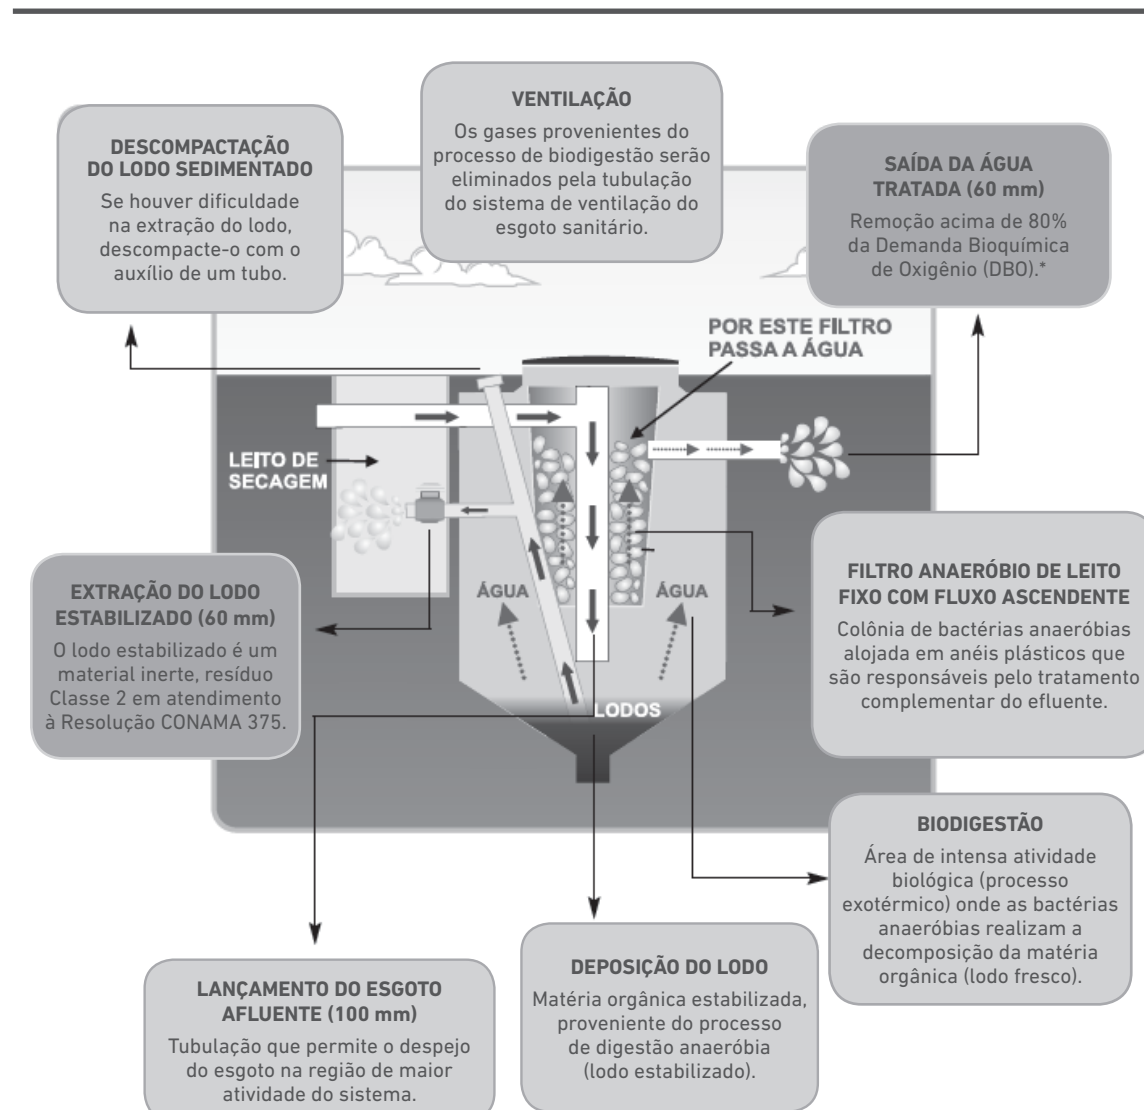 VENTILAÇÃO
Os gases provenientes do
processo de biodigestão serão
eliminados pela tubulação
do sistema de ventilação do
esgoto sanitário.
DESCOMPACTAÇÃO
DO LODO SEDIMENTADO
Se houver dificuldade
na extração do lodo,
descompacte-o com o
auxílio de um tubo.
SAÍDA DA ÁGUA
TRATADA (60 mm)
Remoção acima de 80%
da Demanda Bioquímica
de Oxigênio (DBO).*
POR ESTE FILTRO
PASSA A ÁGUA
LEITO DE
SECAGEM
EXTRAÇÃO DO LODO
ESTABILIZADO (60 mm)
O lodo estabilizado é um
material inerte, resíduo
Classe 2 em atendimento
à Resolução CONAMA 375.
ÁGUA
ÁGUA
LODOS
FILTRO ANAERÓBIO DE LEITO
FIXO COM FLUXO ASCENDENTE
Colônia de bactérias anaeróbias
alojada em anéis plásticos que
são responsáveis pelo tratamento
complementar do efluente.
BIODIGESTÃO
Área de intensa atividade
biológica (processo
exotérmico) onde as bactérias
anaeróbias realizam a
decomposição da matéria
orgânica (lodo fresco).
LANÇAMENTO DO ESGOTO
AFLUENTE (100 mm)
Tubulação que permite o despejo
do esgoto na região de maior
atividade do sistema.
DEPOSIÇÃO DO LODO
Matéria orgânica estabilizada,
proveniente do processo
de digestão anaeróbia
(lodo estabilizado).